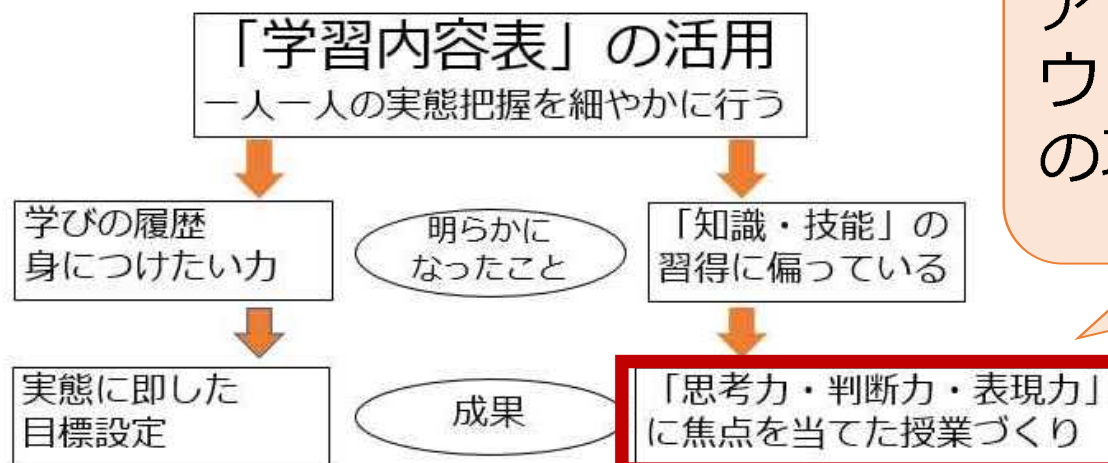 「学習内容表」の活用
一人一人の実態把握を細やかに行う
学びの履歴
身につけたい力
明らかに
なったこと
「知識・技能」の
習得に偏っている
実態に即した
目標設定
成果
「思考力・判断力・表現力」
に焦点を当てた授業づくり
ア
ウ
の